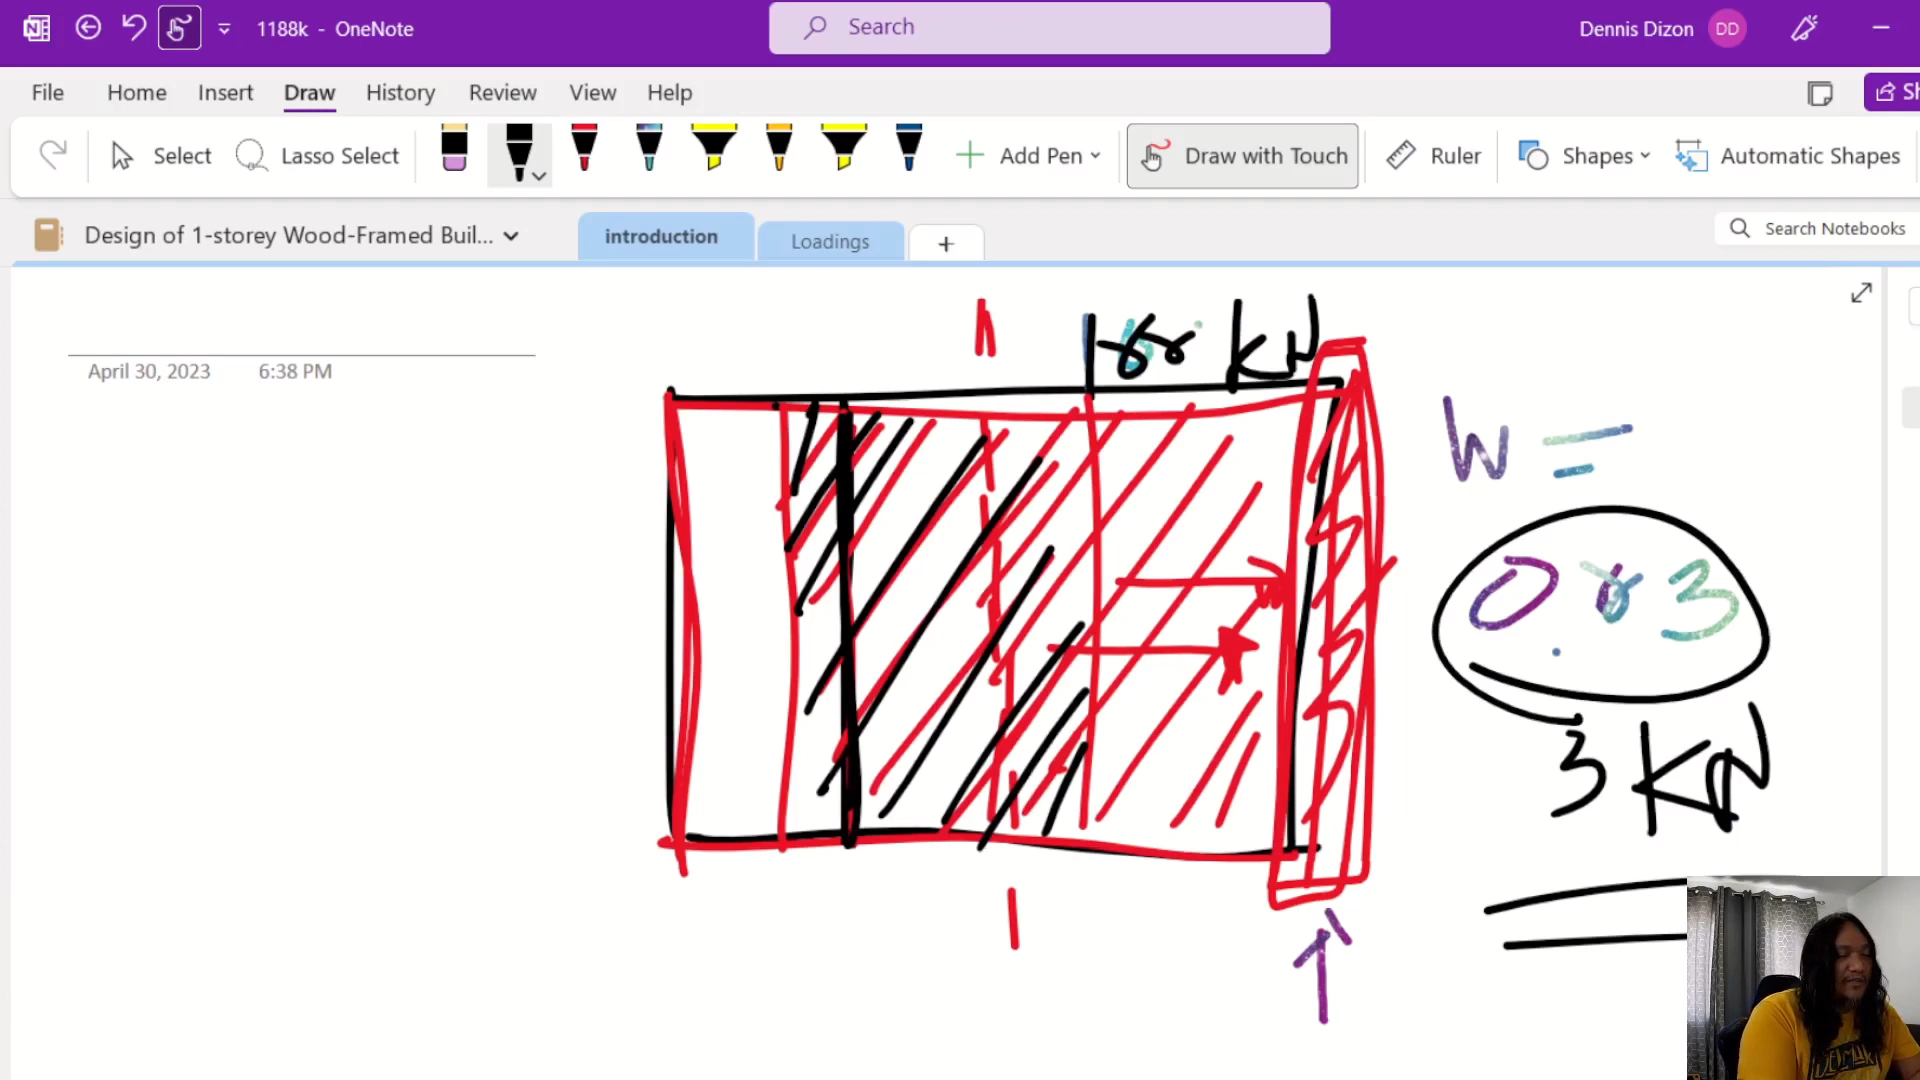 1188k - OneNote
Search
Dennis Dizon DD
File Home Insert Draw History Review View Help Sh
Select Lasso Select Add Pen Draw with Touch Ruler Shapes Automatic Shapes
Design of 1-storey Wood-Framed Buil... introduction Loadings + Search Notebooks
April 30, 2023 6:38 PM
kN
W =
3 KN